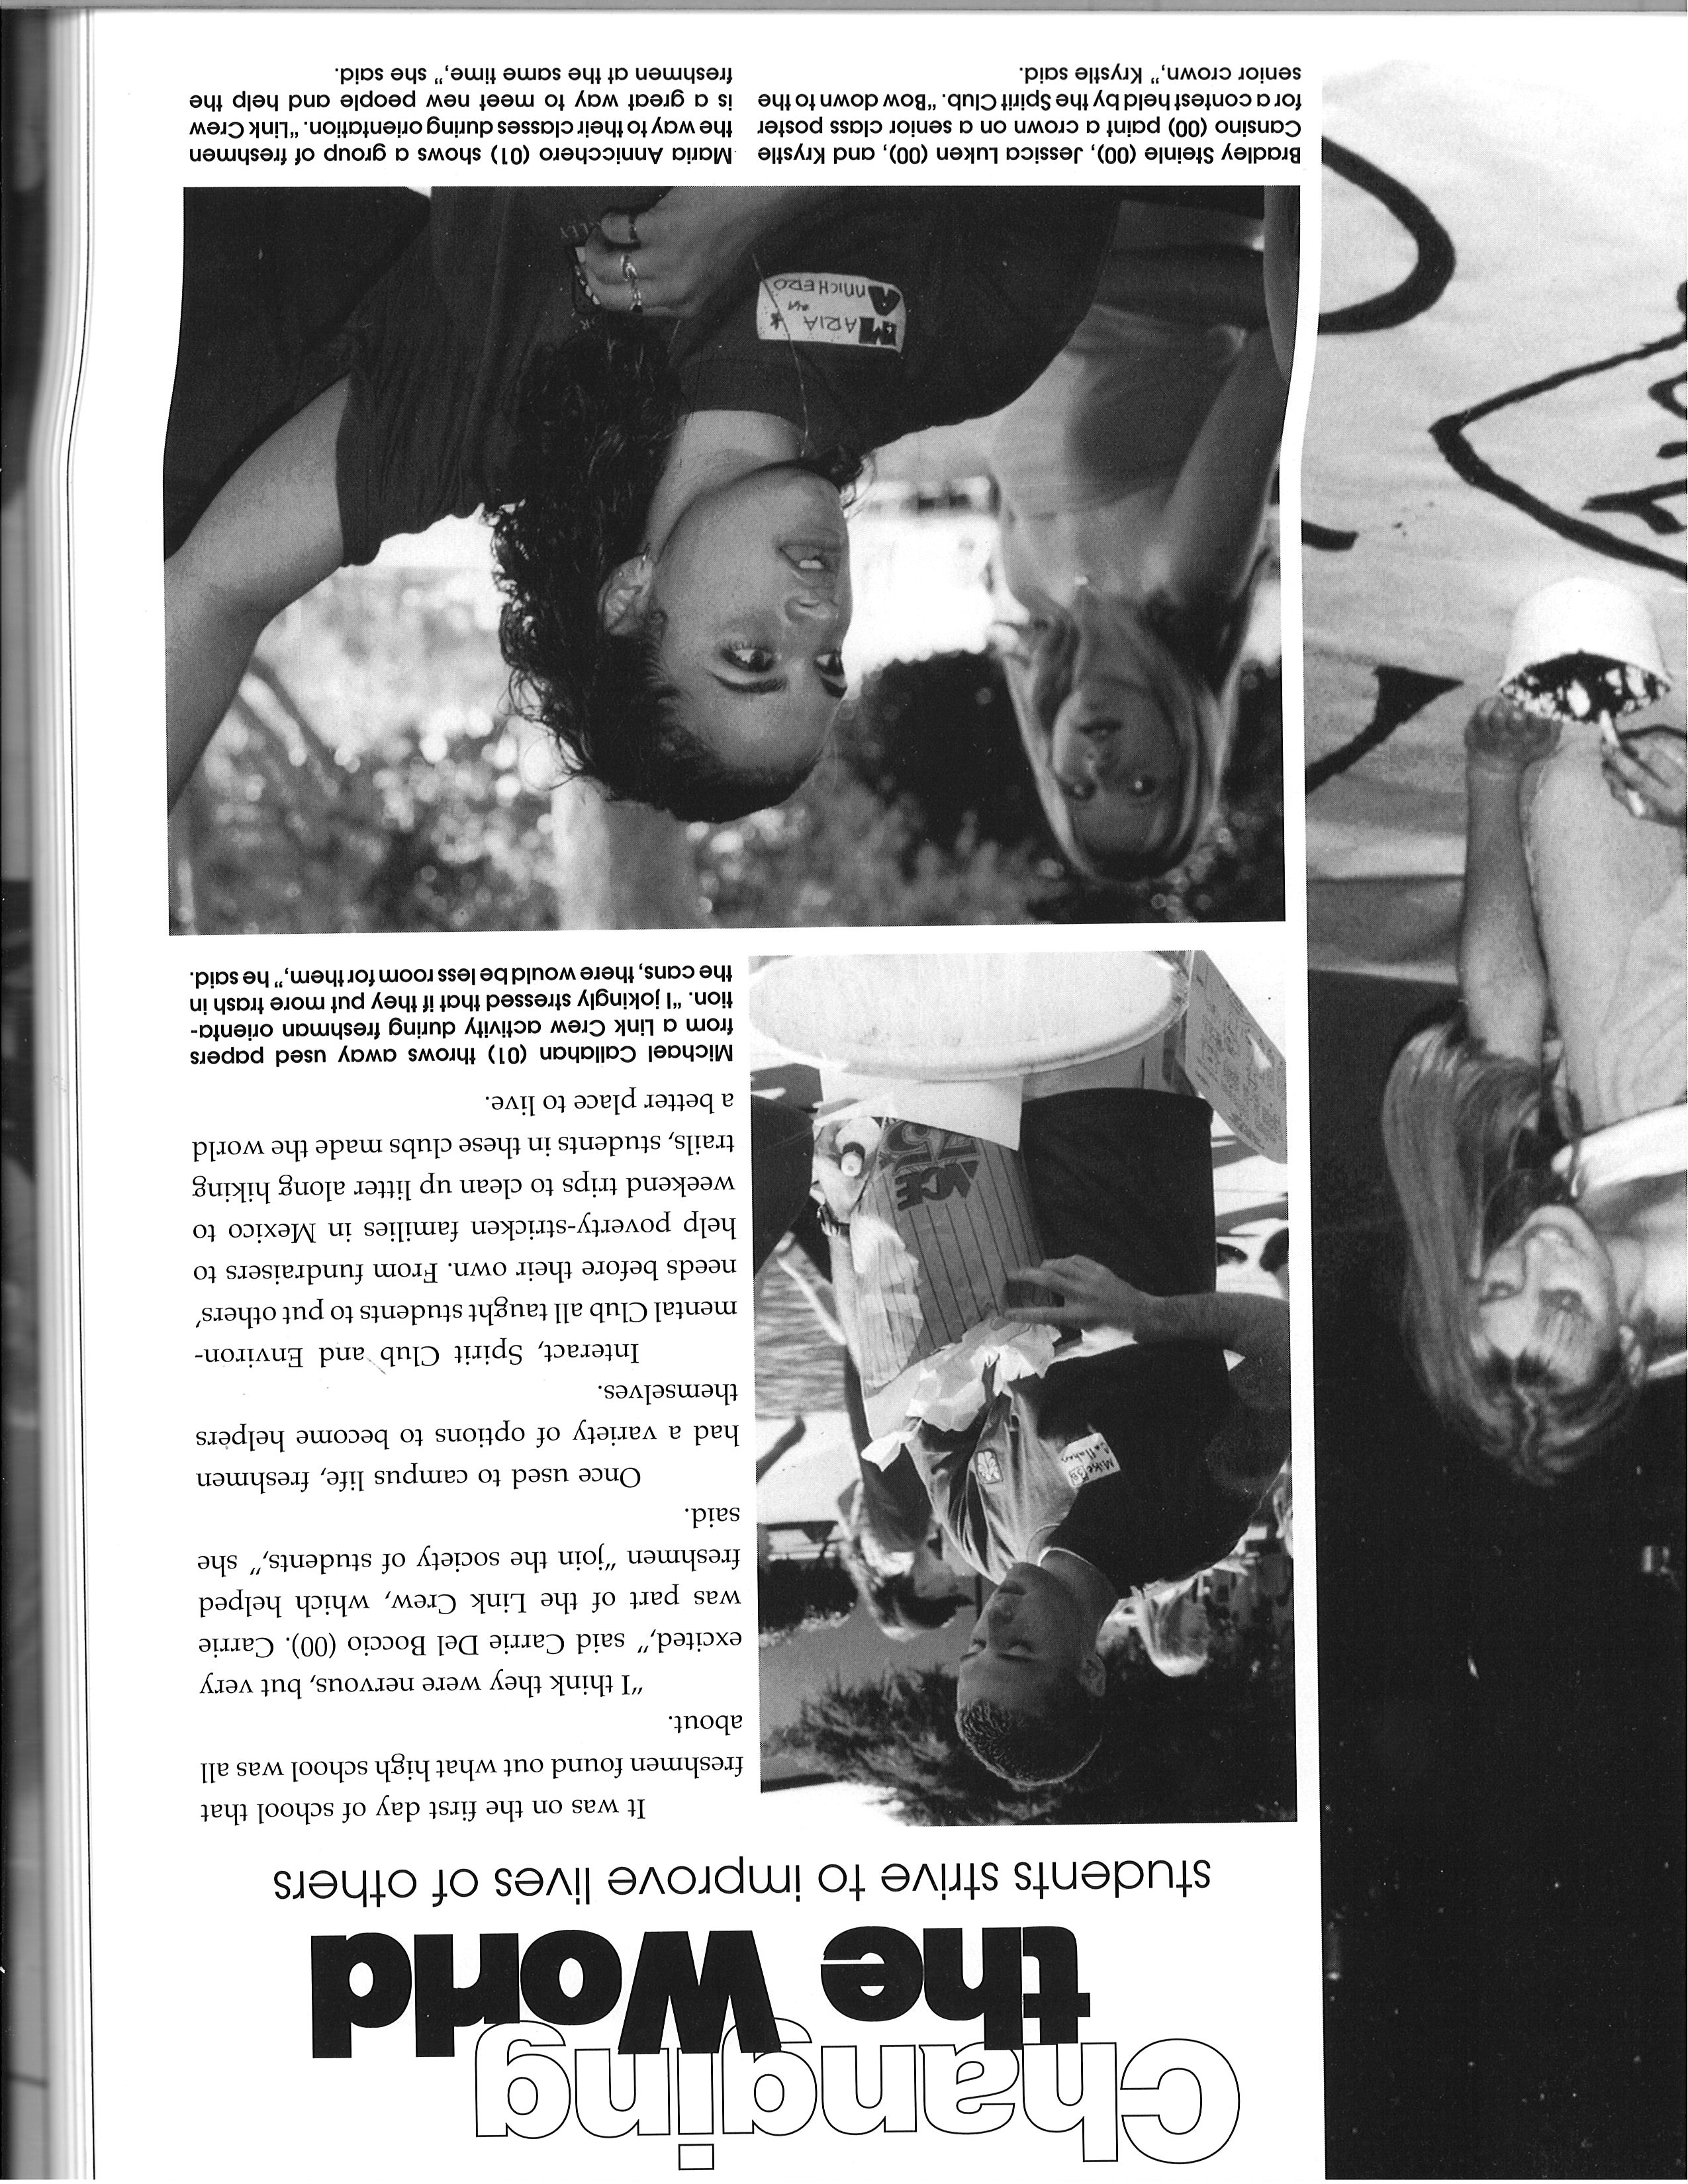 Changing
the World
students strive to improve lives of others
It was on the first day of school that
freshmen found out what high school was all
about.
“I think they were nervous, but very
excited,” said Carrie Del Boccio (00). Carrie
was part of the Link Crew, which helped
freshmen “join the society of students,” she
said.
Once used to campus life, freshmen
had a variety of options to become helpers
themselves.
Interact, Spirit Club and Environ-
mental Club all taught students to put others’
needs before their own. From fundraisers to
help poverty-stricken families in Mexico to
weekend trips to clean up litter along hiking
trails, students in these clubs made the world
a better place to live.
Mike
Callahan
ACE
75
Michael Callahan (01) throws away used papers
from a Link Crew activity during freshman orienta-
tion. “I jokingly stressed that if they put more trash in
the cans, there would be less room for them,” he said.
MARIA
ANNICHERO
Bradley Steinle (00), Jessica Luken (00), and Krystle
Cansino (00) paint a crown on a senior class poster
for a contest held by the Spirit Club. “Bow down to the
senior crown,” Krystle said.
Maria Annicchero (01) shows a group of freshmen
the way to their classes during orientation. “Link Crew
is a great way to meet new people and help the
freshmen at the same time,” she said.